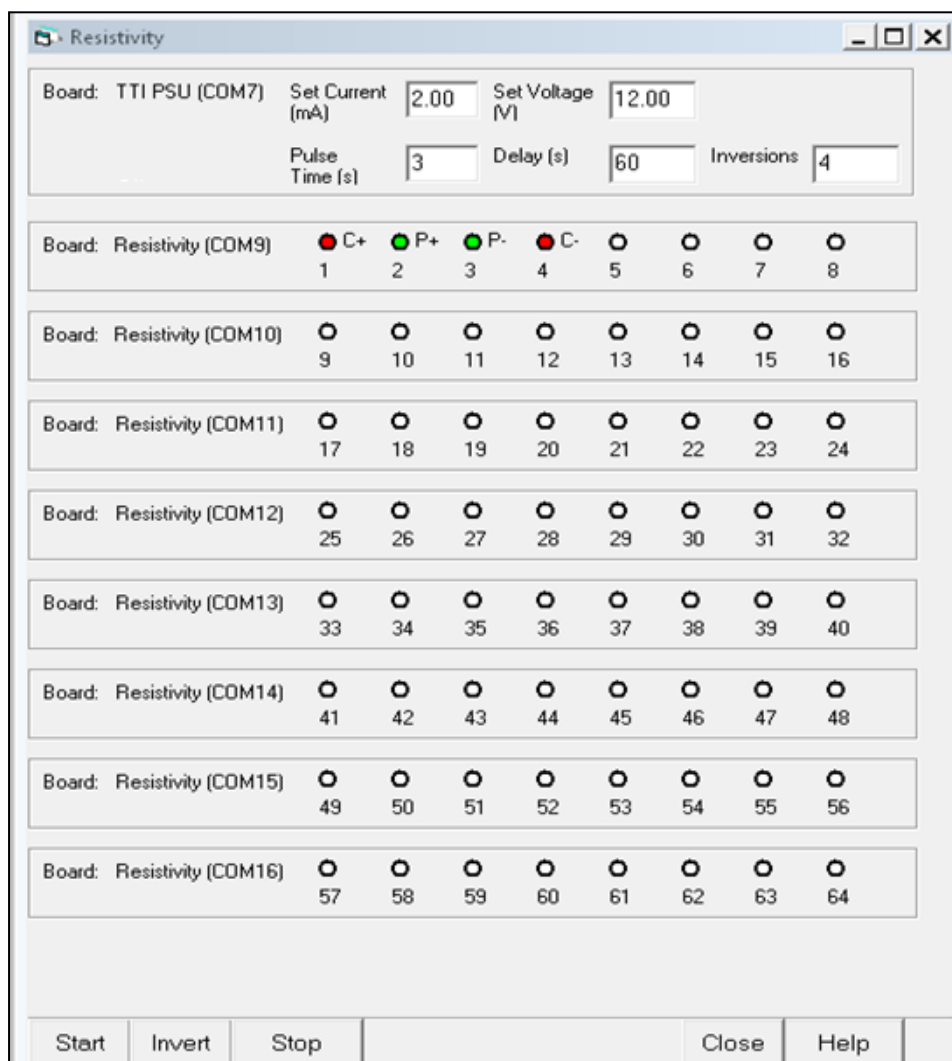 Resistivity
Board: TTI PSU (COM7) Set Current (mA) 2.00 Set Voltage (V) 12.00
Pulse Time (s) 3 Delay (s) 60 Inversions 4
Board: Resistivity (COM9) C+ P+ P- C-
1 2 3 4 5 6 7 8
Board: Resistivity (COM10)
9 10 11 12 13 14 15 16
Board: Resistivity (COM11)
17 18 19 20 21 22 23 24
Board: Resistivity (COM12)
25 26 27 28 29 30 31 32
Board: Resistivity (COM13)
33 34 35 36 37 38 39 40
Board: Resistivity (COM14)
41 42 43 44 45 46 47 48
Board: Resistivity (COM15)
49 50 51 52 53 54 55 56
Board: Resistivity (COM16)
57 58 59 60 61 62 63 64
Start Invert Stop Close Help